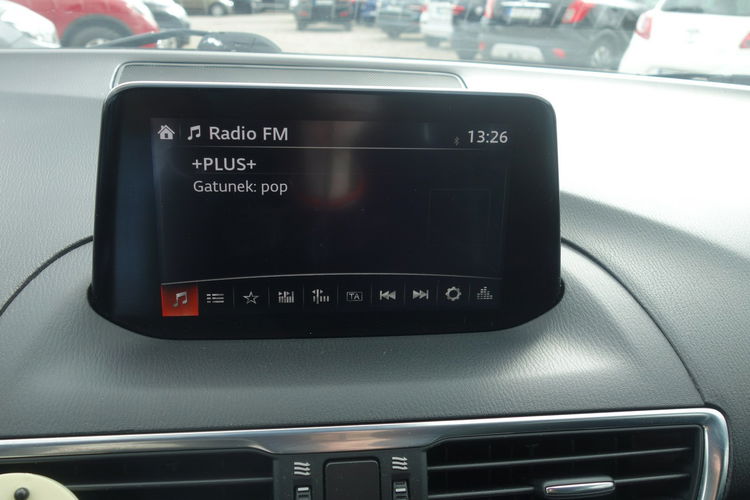 Radio FM 13:26
+PLUS+
Gatunek: pop
TA